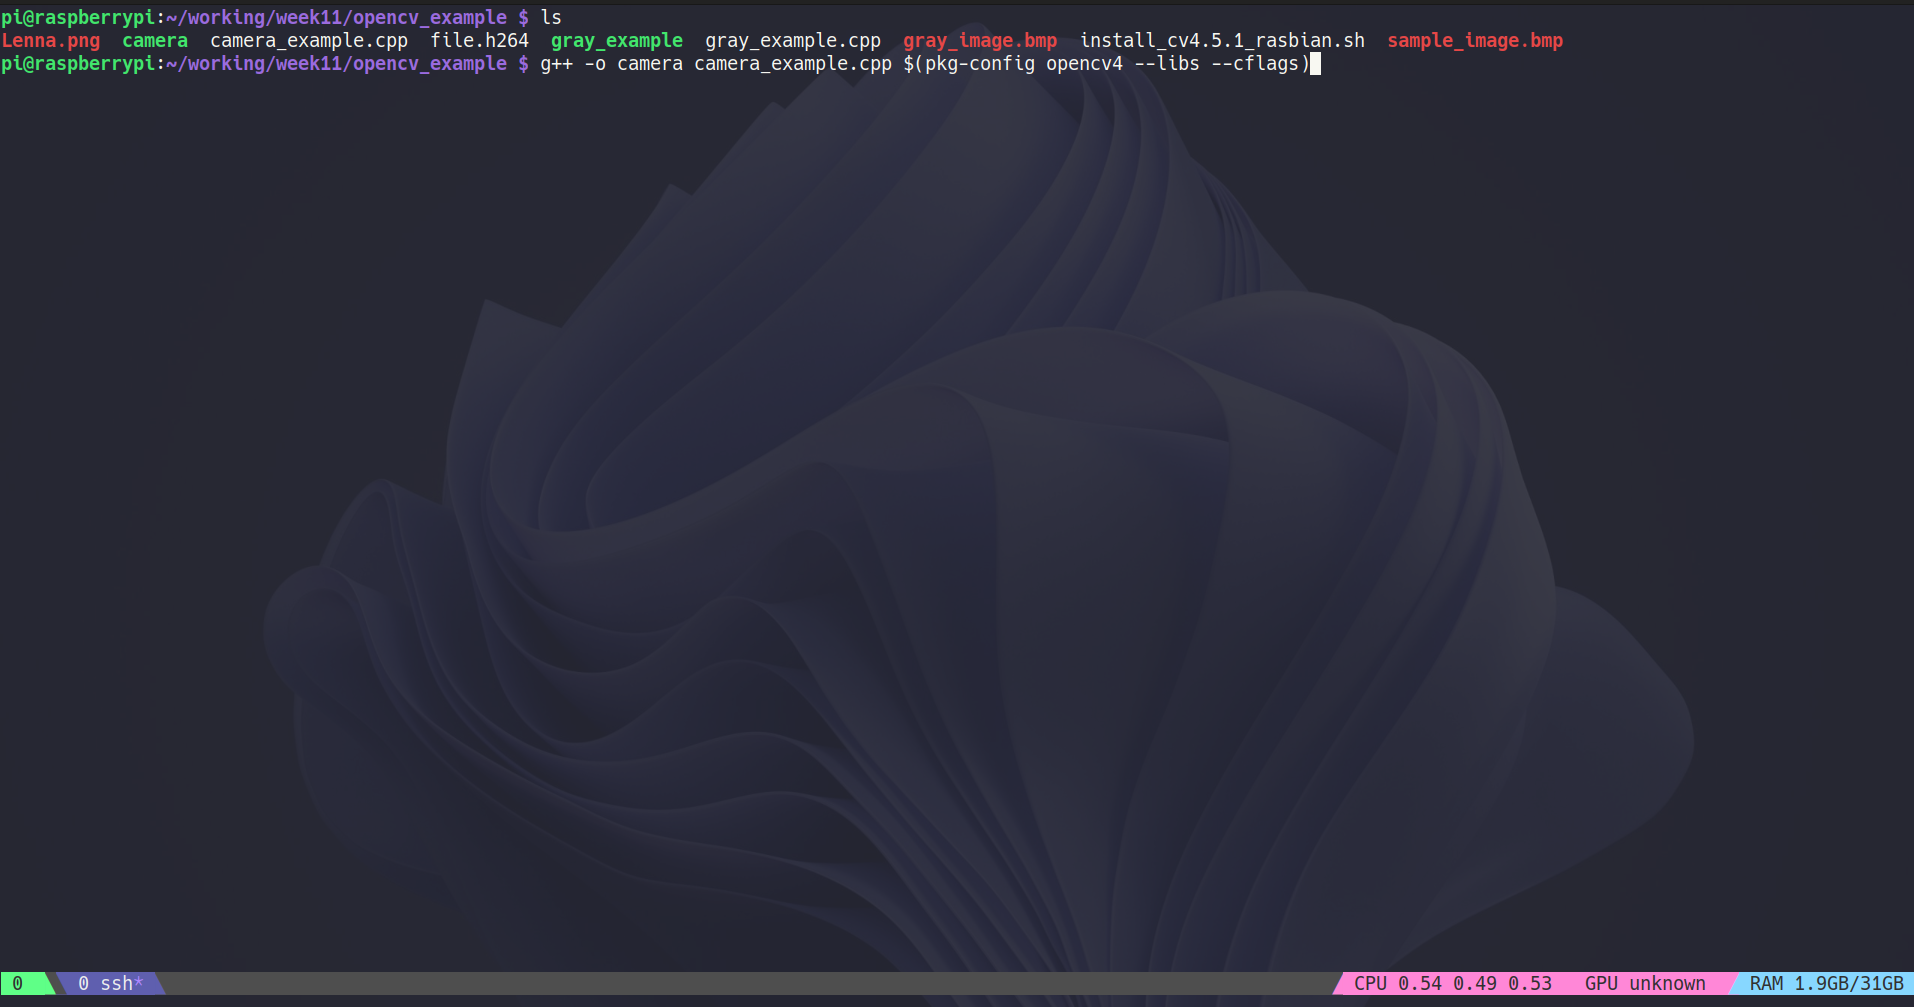 pi@raspberrypi:~/working/week11/opencv_example $ ls
Lenna.png  camera  camera_example.cpp  file.h264  gray_example  gray_example.cpp  gray_image.bmp  install_cv4.5.1_rasbian.sh  sample_image.bmp
pi@raspberrypi:~/working/week11/opencv_example $ g++ -o camera camera_example.cpp $(pkg-config opencv4 --libs --cflags)
0  0 ssh*  CPU 0.54 0.49 0.53  GPU unknown  RAM 1.9GB/31GB